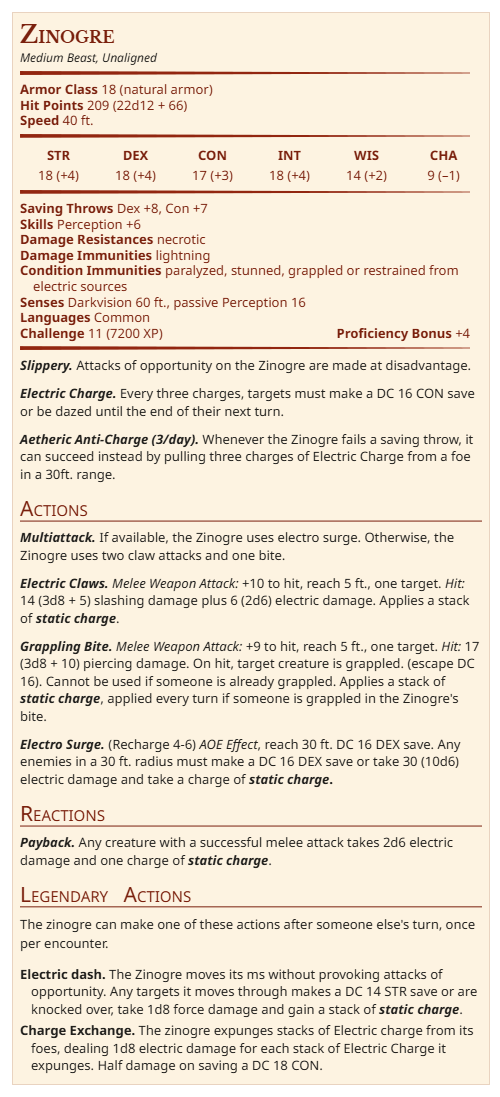 Zinogre
Medium Beast, Unaligned
Armor Class 18 (natural armor)
Hit Points 209 (22d12 + 66)
Speed 40 ft.
STR DEX CON INT WIS CHA
18 (+4) 18 (+4) 17 (+3) 18 (+4) 14 (+2) 9 (–1)
Saving Throws Dex +8, Con +7
Skills Perception +6
Damage Resistances necrotic
Damage Immunities lightning
Condition Immunities paralyzed, stunned, grappled or restrained from
electric sources
Senses Darkvision 60 ft., passive Perception 16
Languages Common
Challenge 11 (7200 XP) Proficiency Bonus +4
Slippery. Attacks of opportunity on the Zinogre are made at disadvantage.
Electric Charge. Every three charges, targets must make a DC 16 CON save
or be dazed until the end of their next turn.
Aetheric Anti-Charge (3/day). Whenever the Zinogre fails a saving throw, it
can succeed instead by pulling three charges of Electric Charge from a foe
in a 30ft. range.
Actions
Multiattack. If available, the Zinogre uses electro surge. Otherwise, the
Zinogre uses two claw attacks and one bite.
Electric Claws. Melee Weapon Attack: +10 to hit, reach 5 ft., one target. Hit:
14 (3d8 + 5) slashing damage plus 6 (2d6) electric damage. Applies a stack
of static charge.
Grappling Bite. Melee Weapon Attack: +9 to hit, reach 5 ft., one target. Hit: 17
(3d8 + 10) piercing damage. On hit, target creature is grappled. (escape DC
16). Cannot be used if someone is already grappled. Applies a stack of
static charge, applied every turn if someone is grappled in the Zinogre's
bite.
Electro Surge. (Recharge 4-6) AOE Effect, reach 30 ft. DC 16 DEX save. Any
enemies in a 30 ft. radius must make a DC 16 DEX save or take 30 (10d6)
electric damage and take a charge of static charge.
Reactions
Payback. Any creature with a successful melee attack takes 2d6 electric
damage and one charge of static charge.
Legendary Actions
The zinogre can make one of these actions after someone else's turn, once
per encounter.
Electric dash. The Zinogre moves its ms without provoking attacks of
opportunity. Any targets it moves through makes a DC 14 STR save or are
knocked over, take 1d8 force damage and gain a stack of static charge.
Charge Exchange. The zinogre expunges stacks of Electric charge from its
foes, dealing 1d8 electric damage for each stack of Electric Charge it
expunges. Half damage on saving a DC 18 CON.